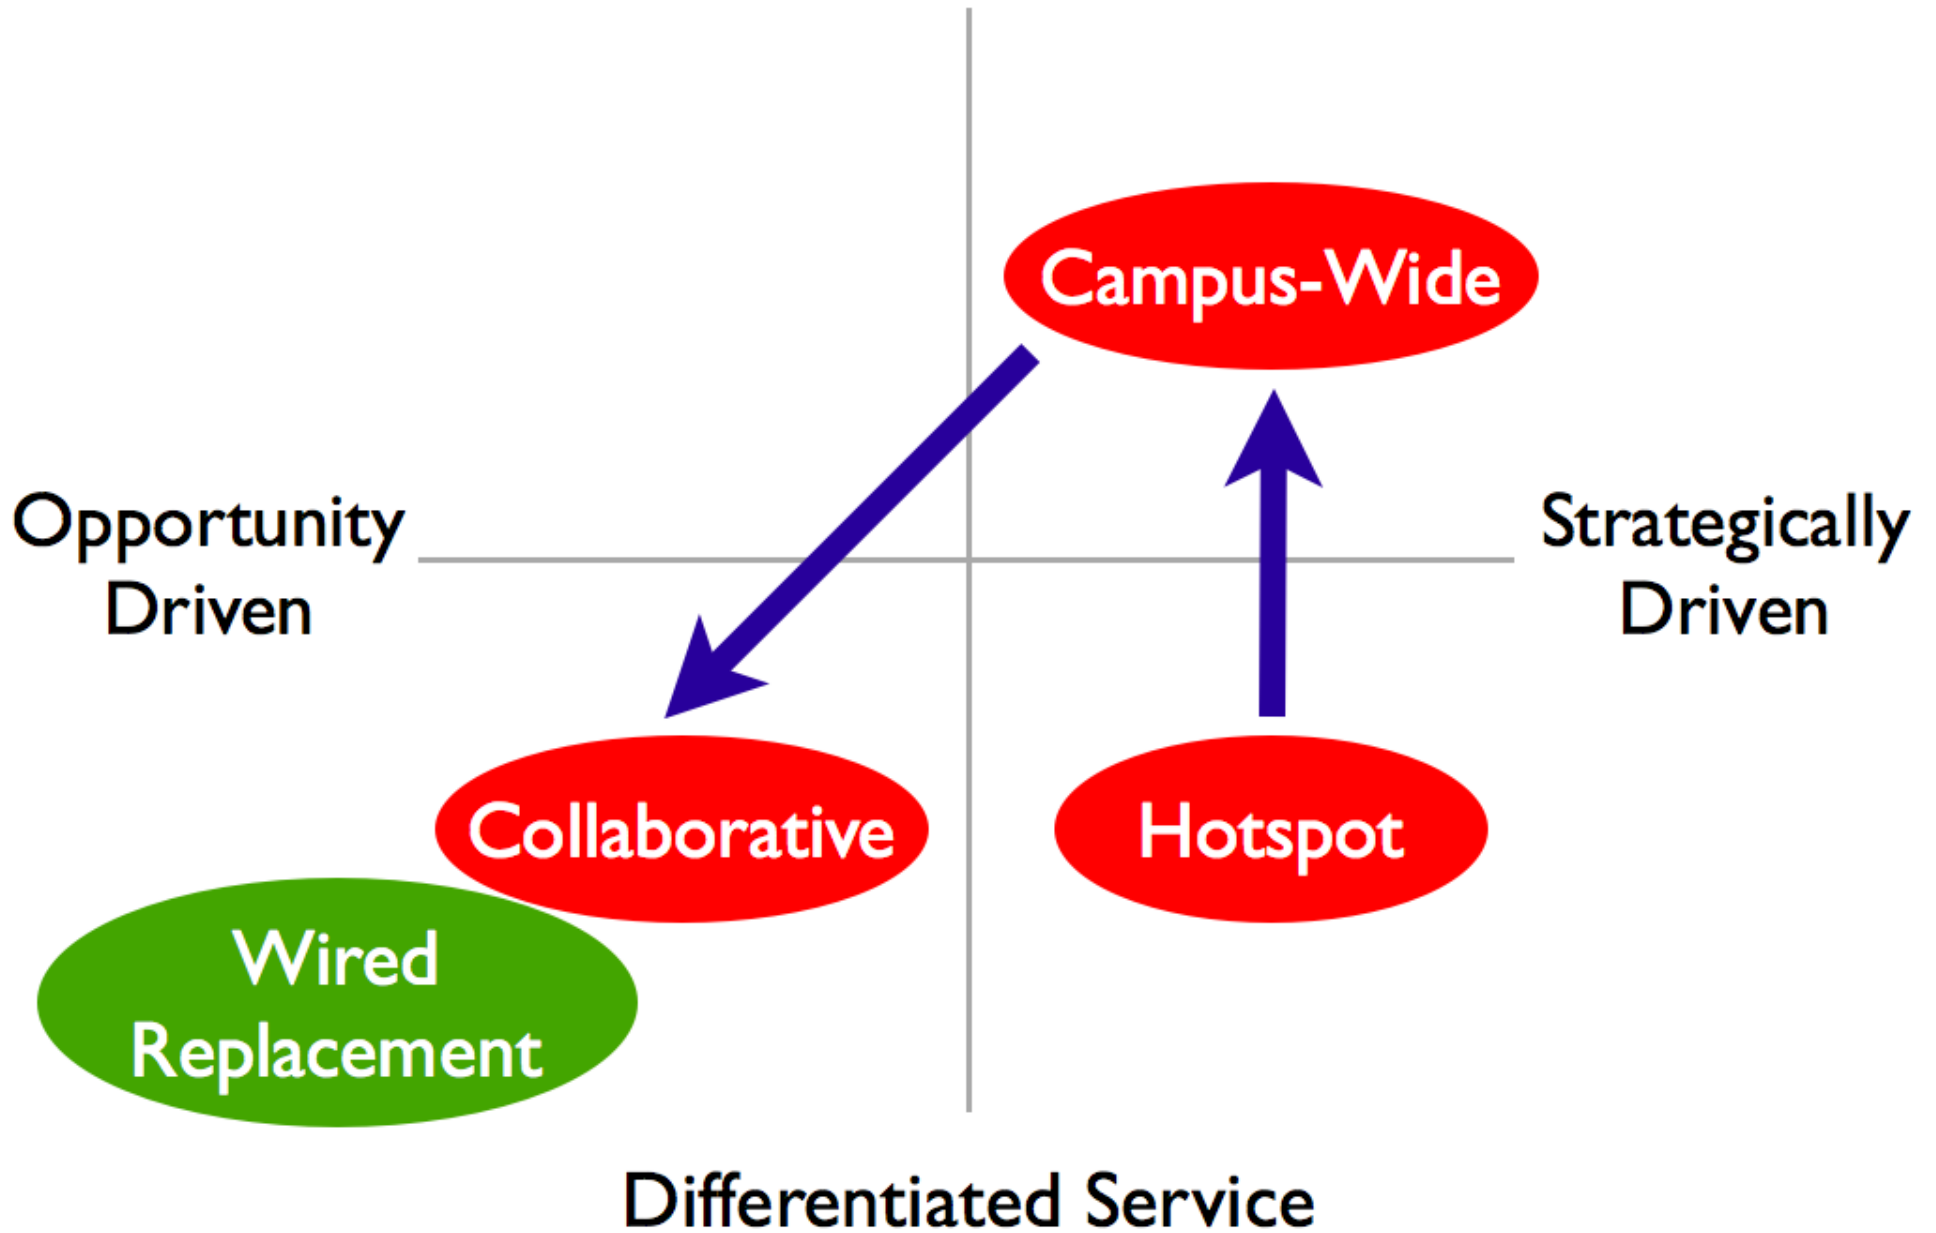 Campus-Wide
Opportunity
Driven
Strategically
Driven
Collaborative
Hotspot
Wired
Replacement
Differentiated Service